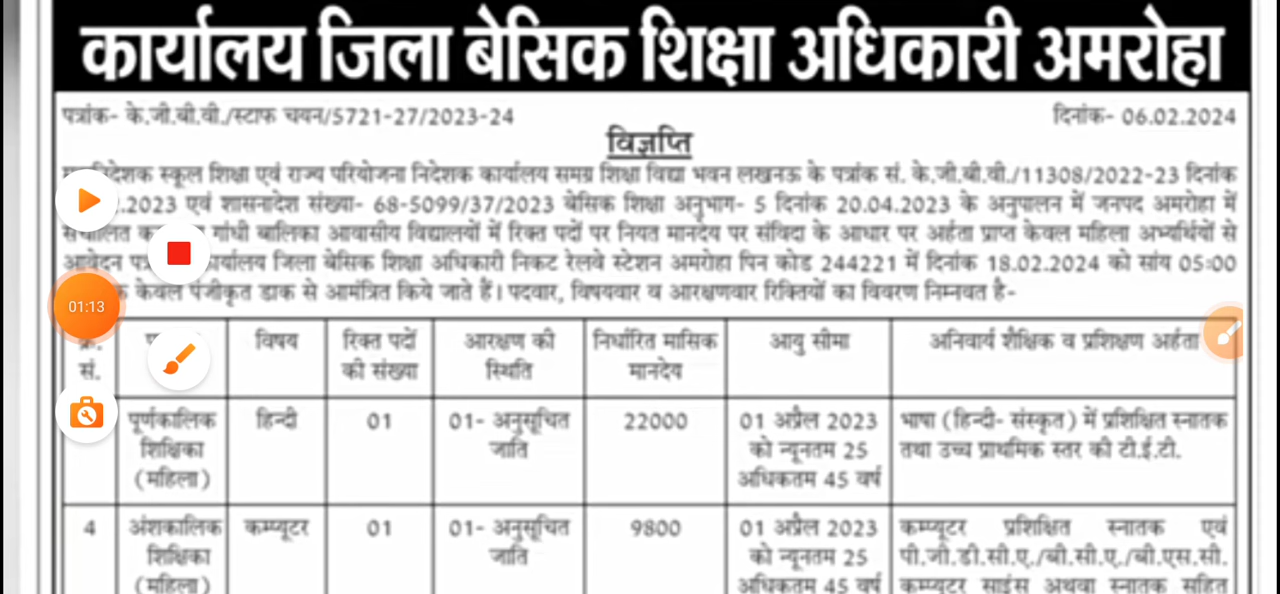 कार्यालय जिला बेसिक शिक्षा अधिकारी अमरोहा
पत्रांक- के.जी.बी.वी./स्टाफ चयन/5721-27/2023-24 दिनांक- 06.02.2024
विज्ञप्ति
स्कूल शिक्षा एवं राज्य परियोजना निदेशक कार्यालय समग्र शिक्षा विद्या भवन लखनऊ के पत्रांक सं. के.जी.बी.वी./11308/2022-23 दिनांक
.2023 एवं शासनादेश संख्या- 68-5099/37/2023 बेसिक शिक्षा अनुभाग- 5 दिनांक 20.04.2023 के अनुपालन में जनपद अमरोहा में
संचालित गांधी बालिका आवासीय विद्यालयों में रिक्त पदों पर नियत मानदेय पर संविदा के आधार पर अर्हता प्राप्त केवल महिला अभ्यर्थियों से
आवेदन कार्यालय जिला बेसिक शिक्षा अधिकारी निकट रेलवे स्टेशन अमरोहा पिन कोड 244221 में दिनांक 18.02.2024 को सांय 05:00
01:13 के केवल पंजीकृत डाक से आमंत्रित किये जाते हैं। पदवार, विषयवार व आरक्षणवार रिक्तियों का विवरण निम्नवत है-
क्र. विषय रिक्त पदों आरक्षण की निर्धारित मासिक आयु सीमा अनिवार्य शैक्षिक व प्रशिक्षण अर्हता
सं. की संख्या स्थिति मानदेय
पूर्णकालिक हिन्दी 01 01- अनुसूचित 22000 01 अप्रैल 2023 भाषा (हिन्दी- संस्कृत) में प्रशिक्षित स्नातक
शिक्षिका जाति को न्यूनतम 25 तथा उच्च प्राथमिक स्तर की टी.ई.टी.
(महिला) अधिकतम 45 वर्ष
4 अंशकालिक कम्प्यूटर 01 01- अनुसूचित 9800 01 अप्रैल 2023 कम्प्यूटर प्रशिक्षित स्नातक एवं
शिक्षिका जाति को न्यूनतम 25 पी.जी.डी.सी.ए./बी.सी.ए./बी.एस.सी.
(महिला) अधिकतम 45 वर्ष कम्प्यूटर साइंस अथवा स्नातक सहित